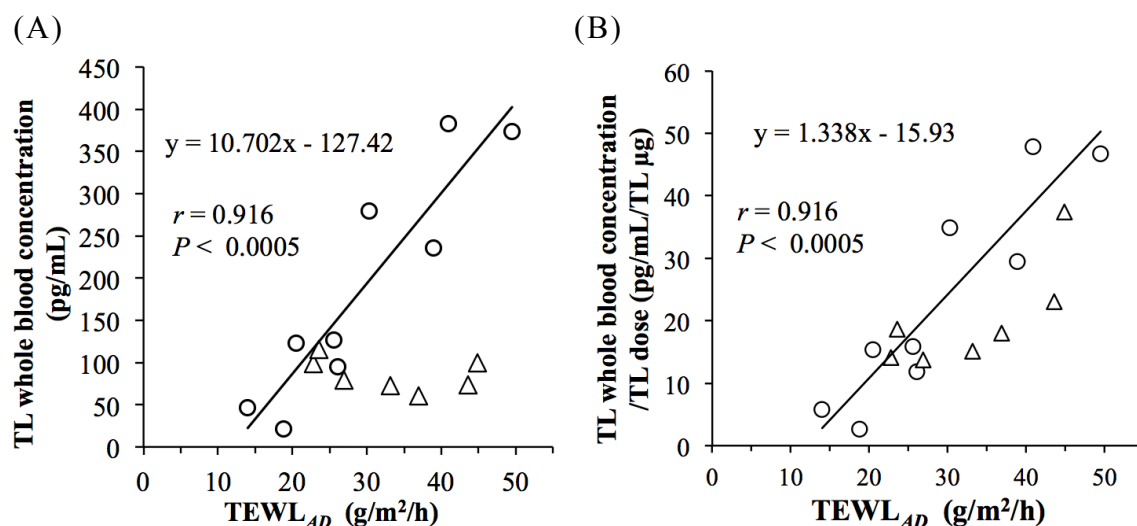 (A)
TL whole blood concentration
(pg/mL)
450
400
350
300
250
200
150
100
50
0
y = 10.702x - 127.42
r = 0.916
P < 0.0005
0 10 20 30 40 50
TEWL_AD (g/m²/h)
(B)
TL whole blood concentration
/TL dose (pg/mL/TL µg)
60
50
40
30
20
10
0
y = 1.338x - 15.93
r = 0.916
P < 0.0005
0 10 20 30 40 50
TEWL_AD (g/m²/h)